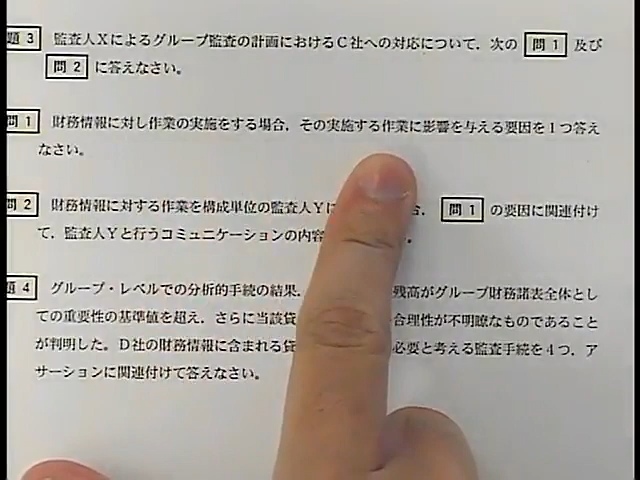 題3 監査人Xによるグループ監査の計画におけるC社への対応について，次の 問1 及び
問2 に答えなさい。
問1 財務情報に対し作業の実施をする場合，その実施する作業に影響を与える要因を1つ答え
なさい。
問2 財務情報に対する作業を構成単位の監査人Yに 合， 問1 の要因に関連付け
て，監査人Yと行うコミュニケーションの内容
題4 グループ・レベルでの分析的手続の結果， 残高がグループ財務諸表全体とし
ての重要性の基準値を超え，さらに当該貸 合理性が不明瞭なものであること
が判明した。D社の財務情報に含まれる貸 必要と考える監査手続を4つ，ア
サーションに関連付けて答えなさい。